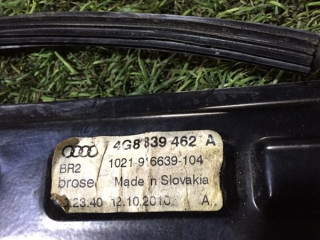 4G8 839 462 A
BR2 1021-916639-104
brose Made in Slovakia
23:40 12.10.2010 A